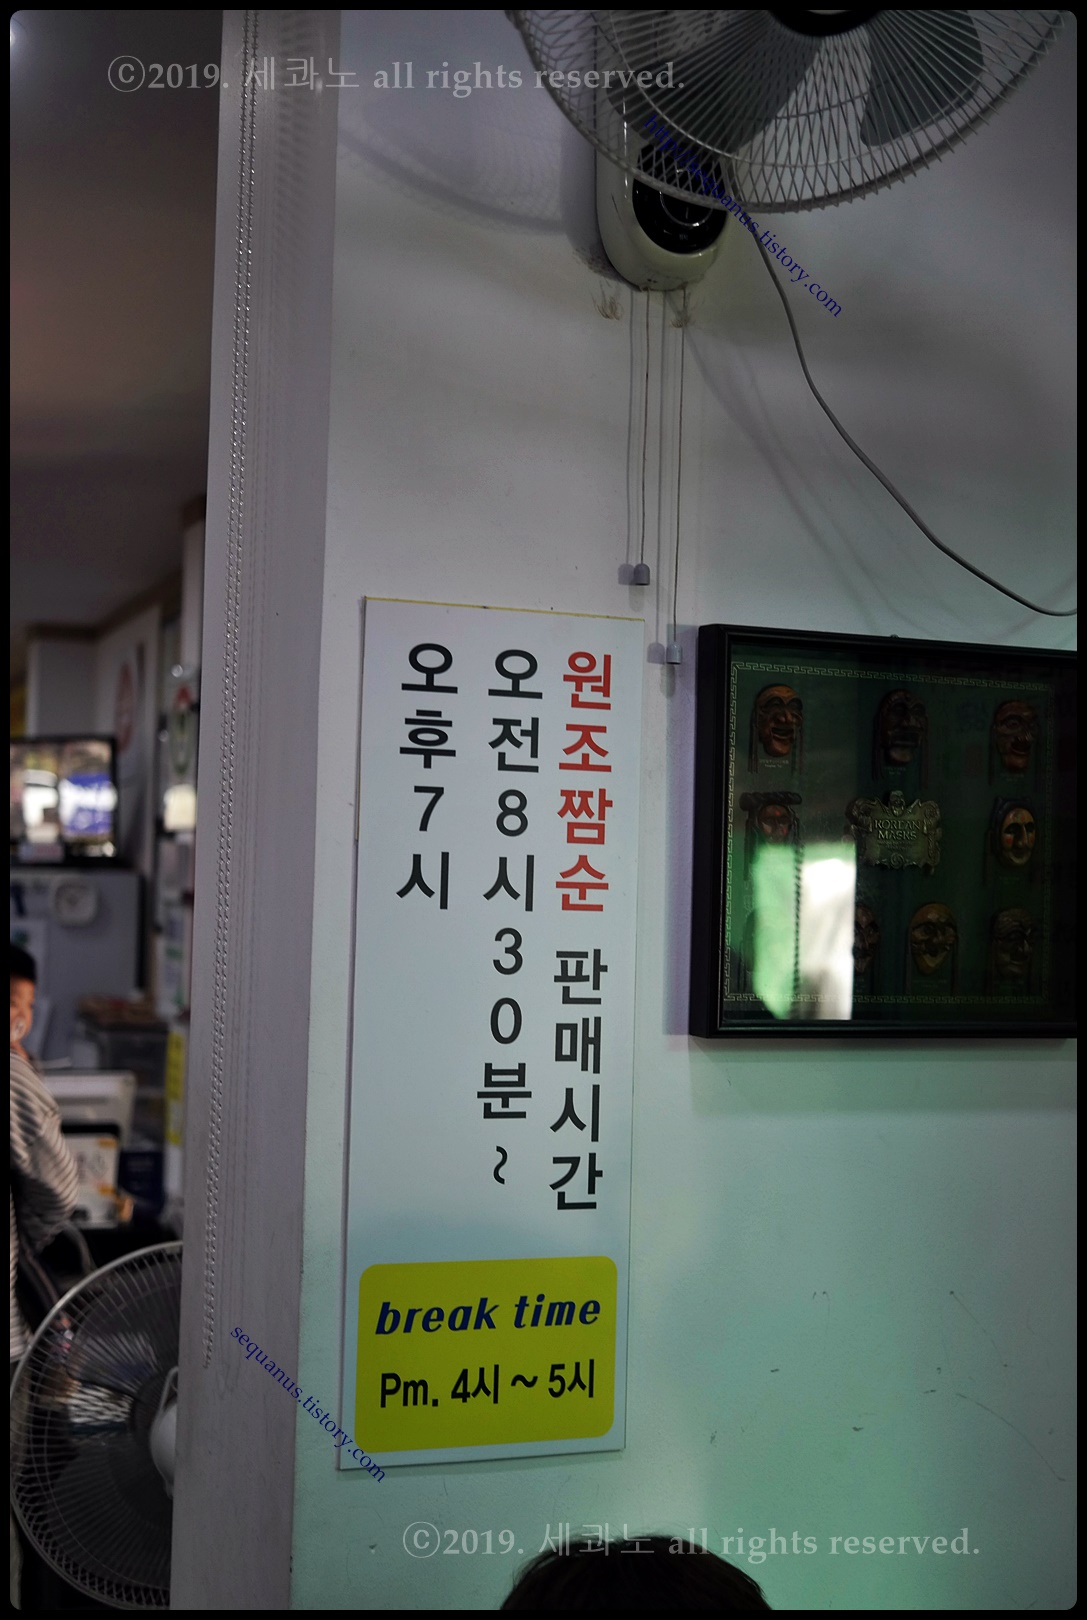 ©2019. 세콰노 all rights reserved.
http://sequanus.tistory.com
원조짬순 판매시간
오전8시30분~
오후7시
KOREAN
MASKS
break time
Pm. 4시~5시
sequanus.tistory.com
©2019. 세콰노 all rights reserved.